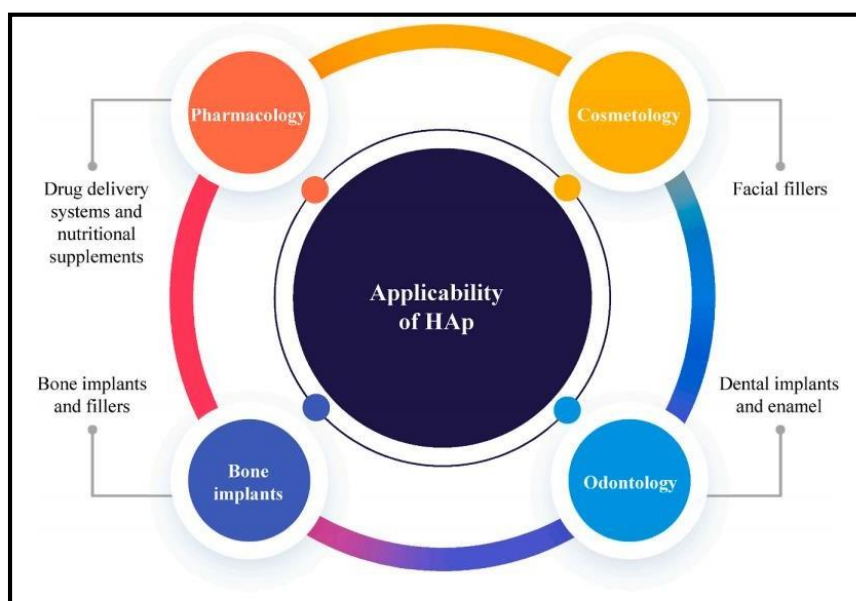 Pharmacology
Cosmetology
Drug delivery
systems and
nutritional
supplements
Facial fillers
Applicability
of HAp
Bone implants
and fillers
Dental implants
and enamel
Bone
implants
Odontology